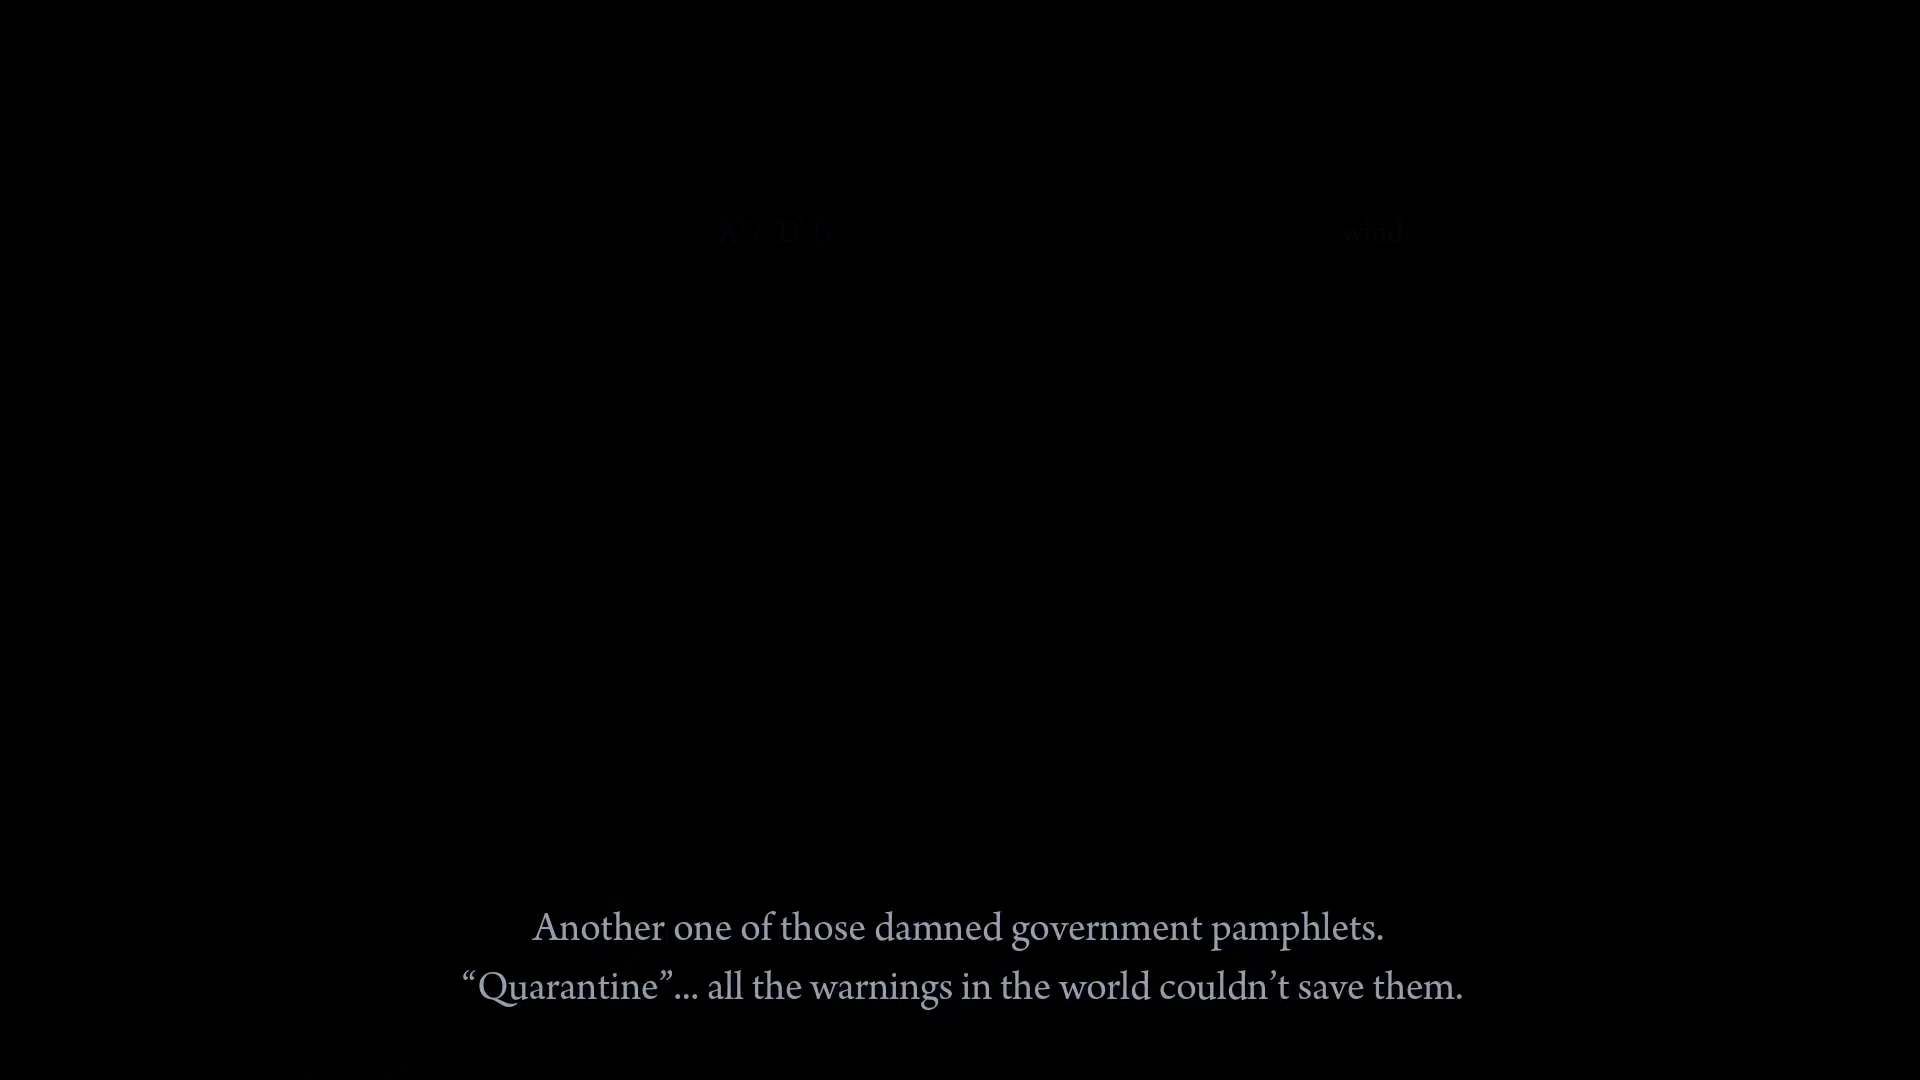 Another one of those damned government pamphlets.
“Quarantine”... all the warnings in the world couldn’t save them.